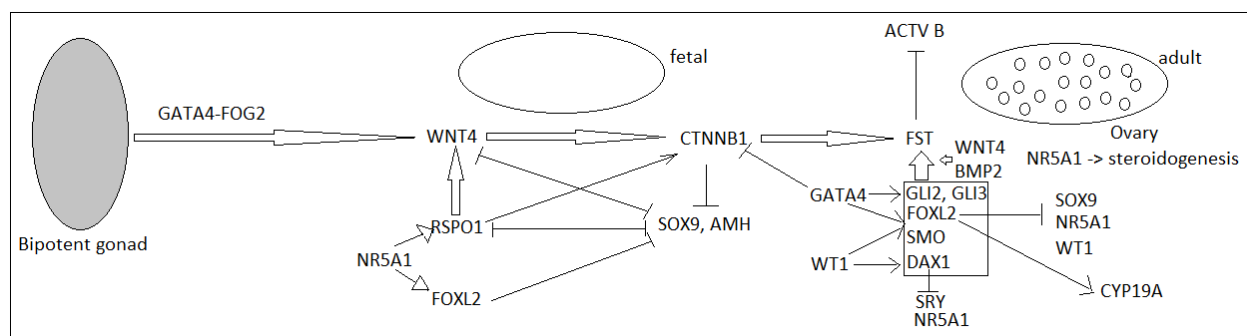 ACTV B
fetal
adult
GATA4-FOG2
WNT4
CTNNB1
FST
Ovary
WNT4
BMP2
NR5A1 -> steroidogenesis
GATA4
GLI2, GLI3
SOX9
RSPO1
SOX9, AMH
FOXL2
NR5A1
Bipotent gonad
SMO
WT1
NR5A1
WT1
DAX1
FOXL2
CYP19A
SRY
NR5A1